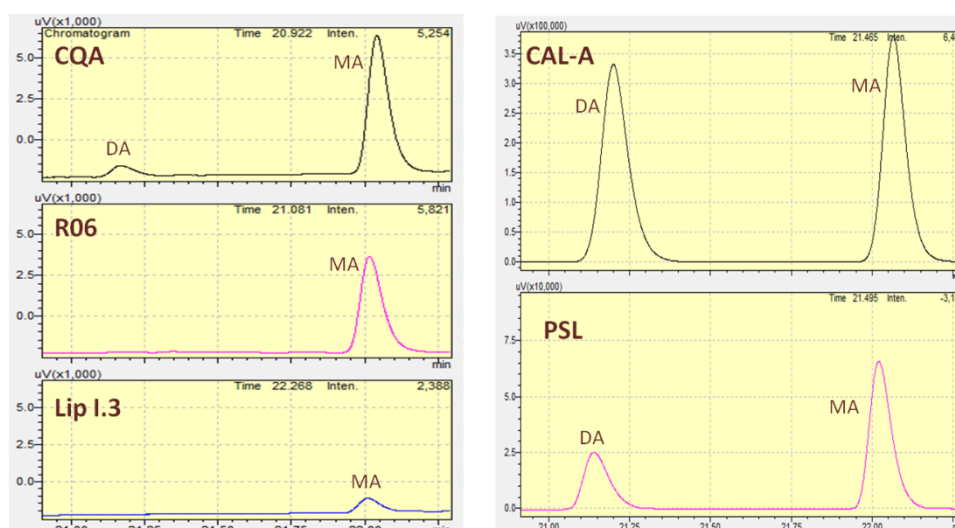 uV(x1,000)
Chromatogram Time 20.922 Inten. 5,254
CQA
MA
5.0
2.5
0.0
DA
min
uV(x1,000)
Time 21.081 Inten. 5,821
R06
5.0
MA
2.5
0.0
min
uV(x1,000)
Time 22.268 Inten. 2,388
5.0
Lip I.3
2.5
0.0
MA
uV(x100,000)
Time 21.465 Inten.
CAL-A
3.5
MA
3.0
DA
2.5
2.0
1.5
1.0
0.5
0.0
uV(x10,000)
Time 21.495 Inten.
PSL
7.5
MA
5.0
DA
2.5
0.0
21.00 21.25 21.50 21.75 22.00